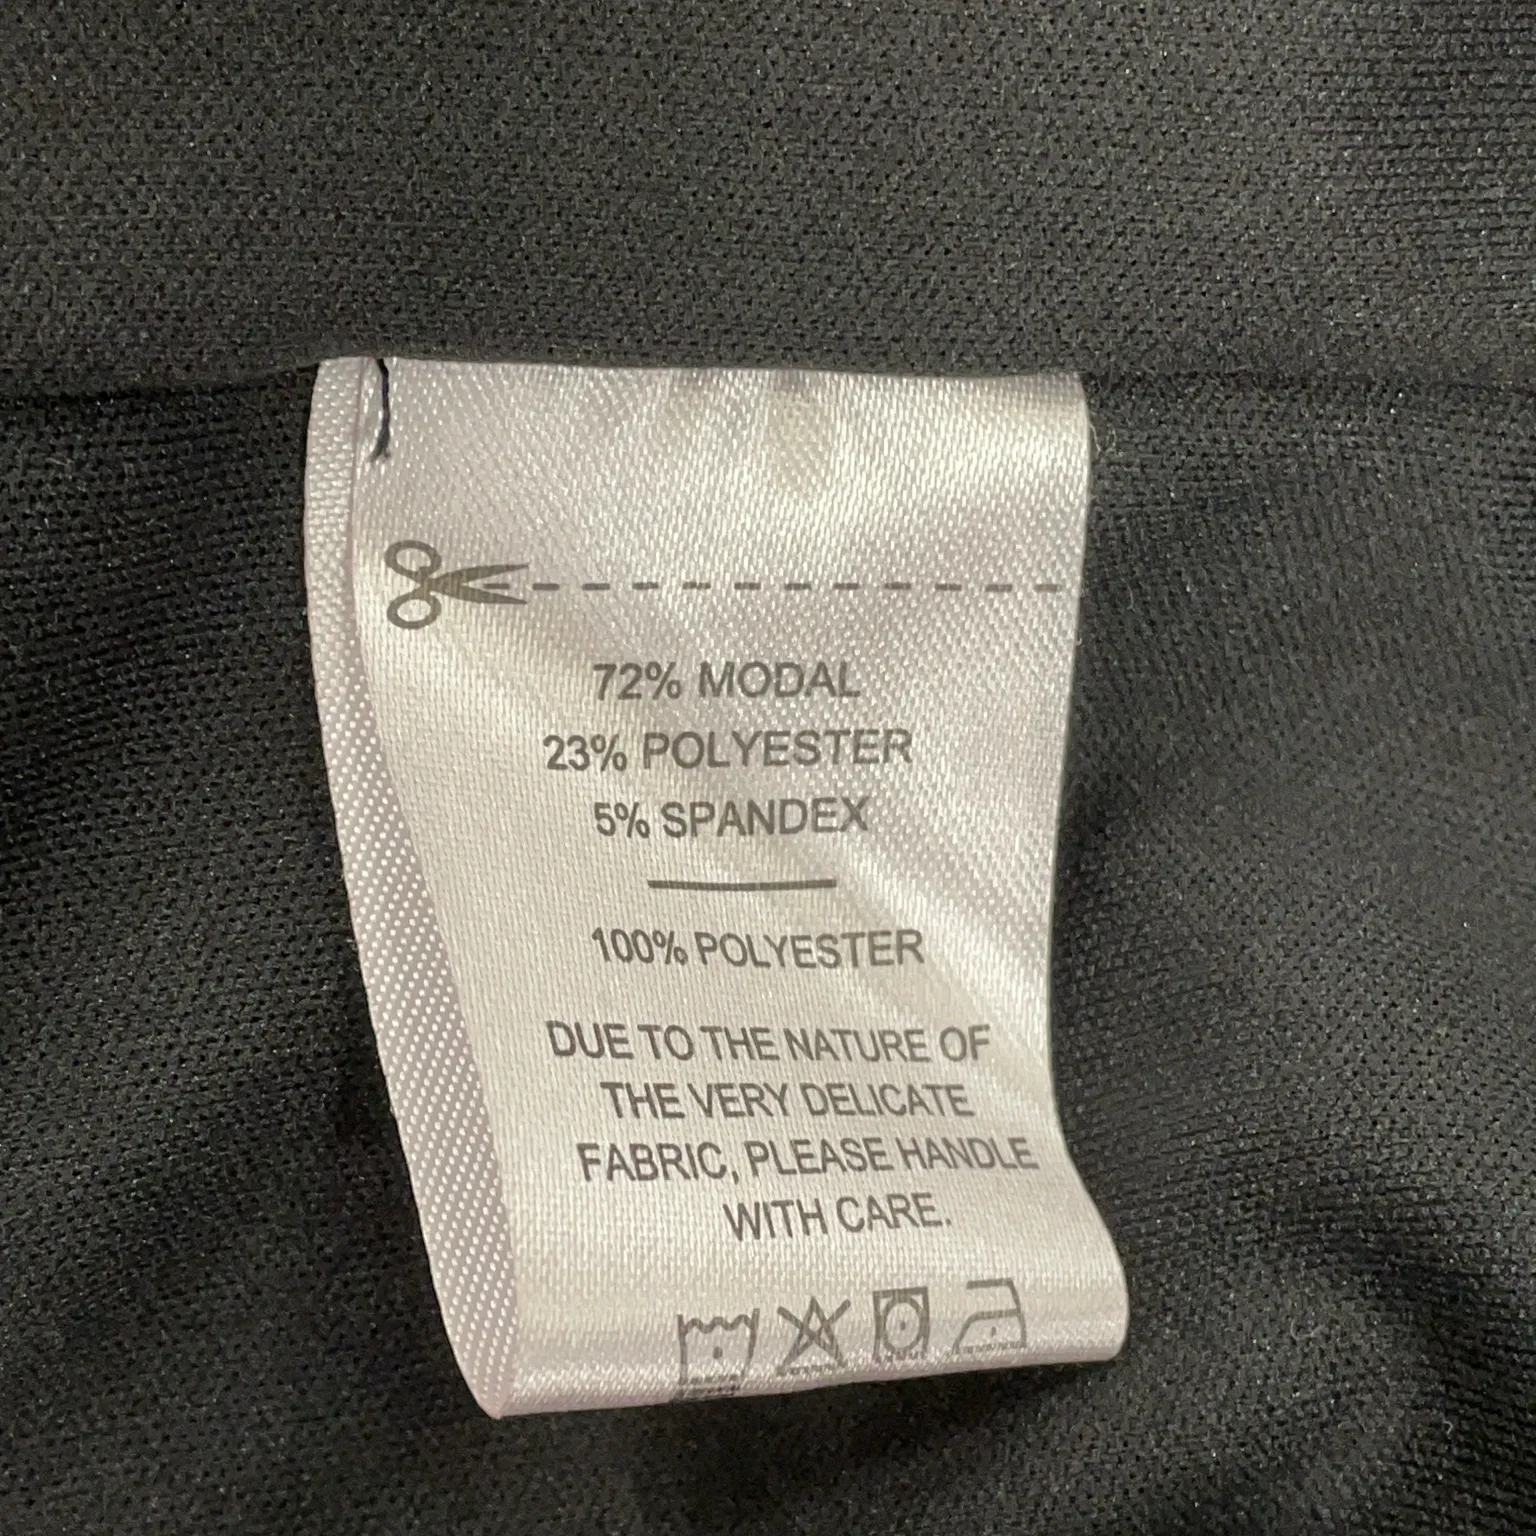 72% MODAL
23% POLYESTER
5% SPANDEX
100% POLYESTER
DUE TO THE NATURE OF
THE VERY DELICATE
FABRIC, PLEASE HANDLE
WITH CARE.